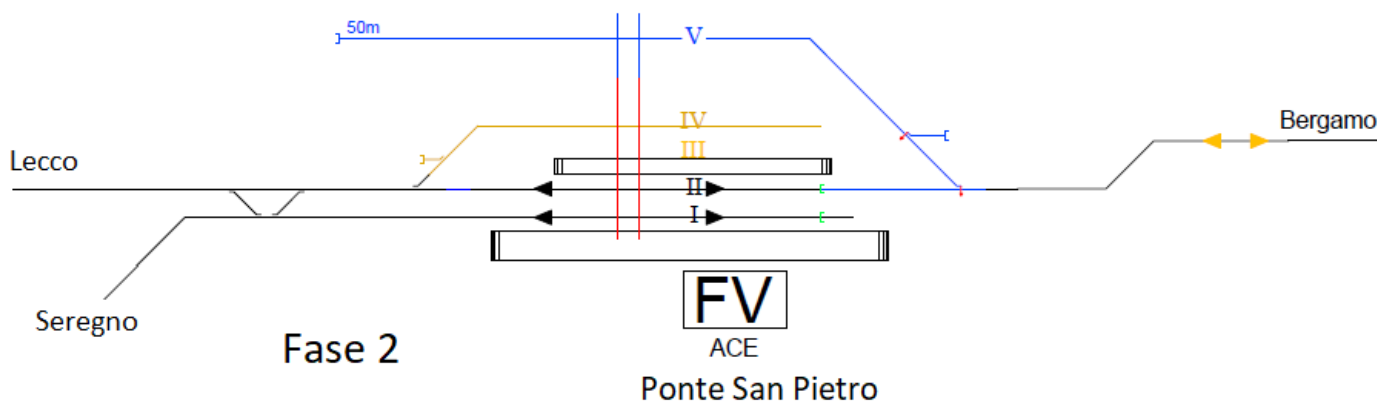 50m
V
IV
III
Bergamo
Lecco
II
I
Seregno
FV
Fase 2
ACE
Ponte San Pietro